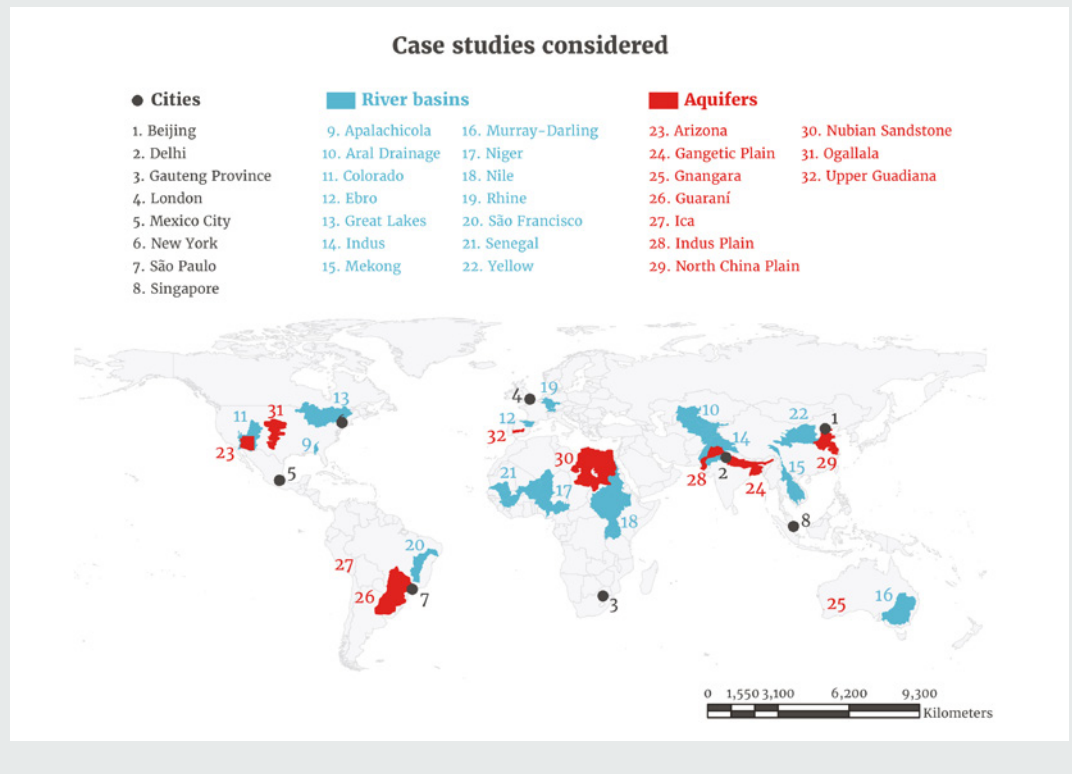 Case studies considered
Cities
1. Beijing
2. Delhi
3. Gauteng Province
4. London
5. Mexico City
6. New York
7. São Paulo
8. Singapore
River basins
9. Apalachicola
10. Aral Drainage
11. Colorado
12. Ebro
13. Great Lakes
14. Indus
15. Mekong
16. Murray-Darling
17. Niger
18. Nile
19. Rhine
20. São Francisco
21. Senegal
22. Yellow
Aquifers
23. Arizona
24. Gangetic Plain
25. Gnangara
26. Guaraní
27. Ica
28. Indus Plain
29. North China Plain
30. Nubian Sandstone
31. Ogallala
32. Upper Guadiana
13
11
31
9
23
5
4
19
12
32
10
22
1
14
30
29
21
28
2
24
15
17
18
8
20
27
26
7
3
25
16
0 1,550 3,100 6,200 9,300
Kilometers